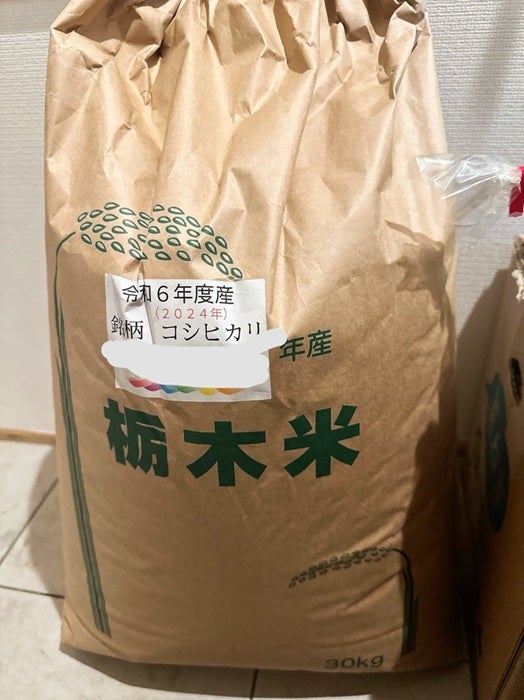 令和6年度産
(2024年)
銘柄 コシヒカリ
年産
栃木米
30kg